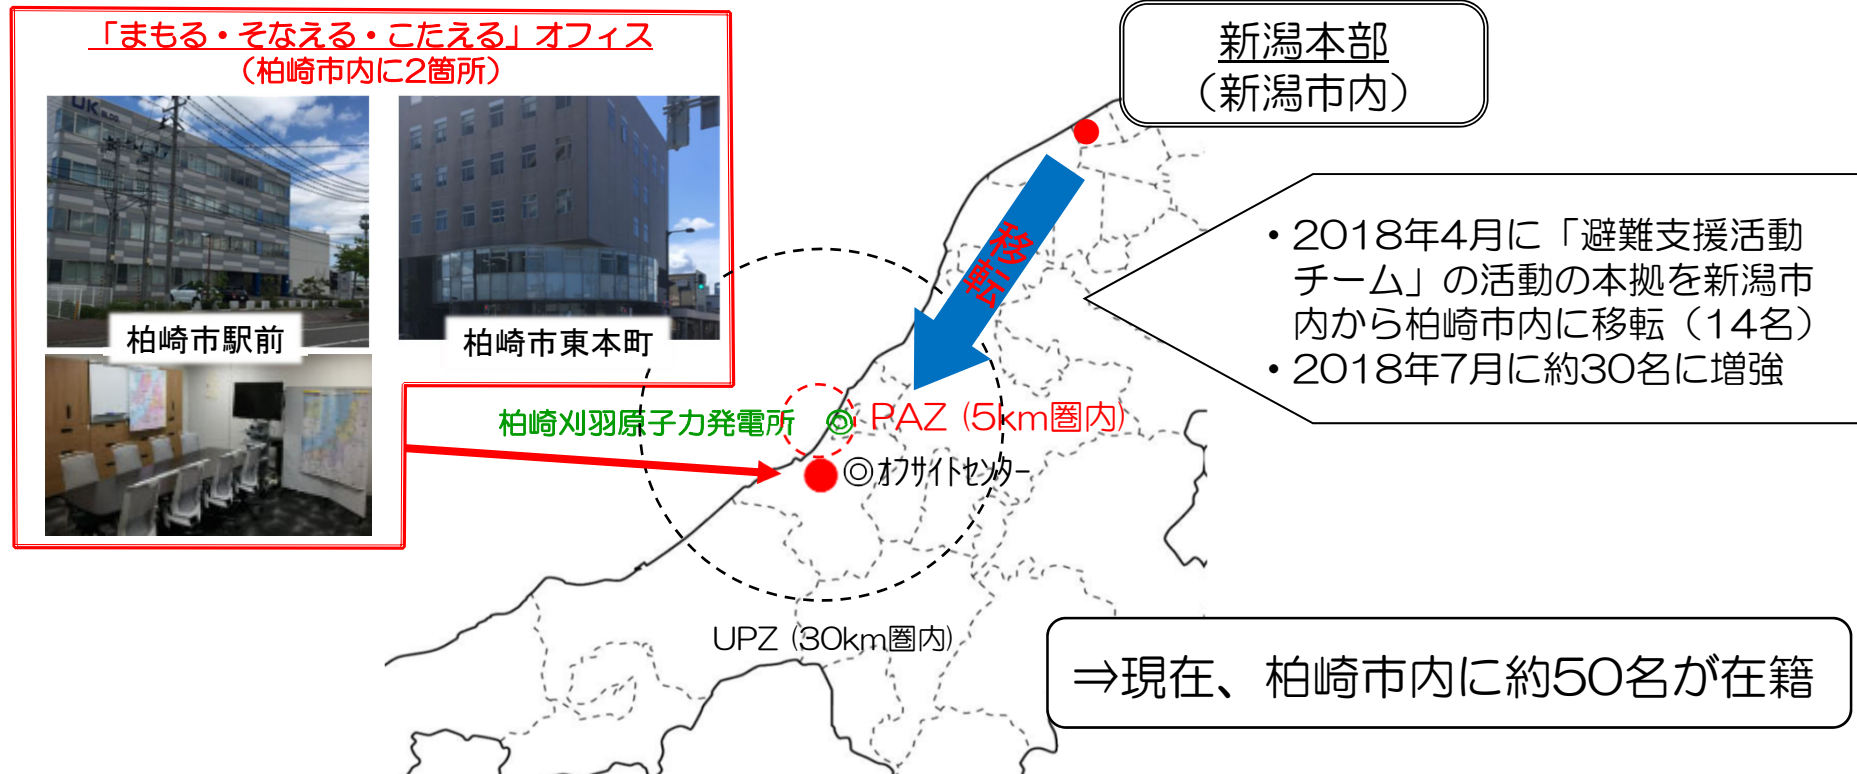 「まもる・そなえる・こたえる」オフィス
（柏崎市内に2箇所）
UK
BLDG
柏崎市駅前
柏崎市東本町
新潟本部
（新潟市内）
移転
・2018年4月に「避難支援活動
チーム」の活動の本拠を新潟市
内から柏崎市内に移転（14名）
・2018年7月に約30名に増強
柏崎刈羽原子力発電所 ◎
PAZ (5km圏内)
◎ｵﾌｻｲﾄｾﾝﾀｰ
UPZ (30km圏内)
⇒現在、柏崎市内に約50名が在籍